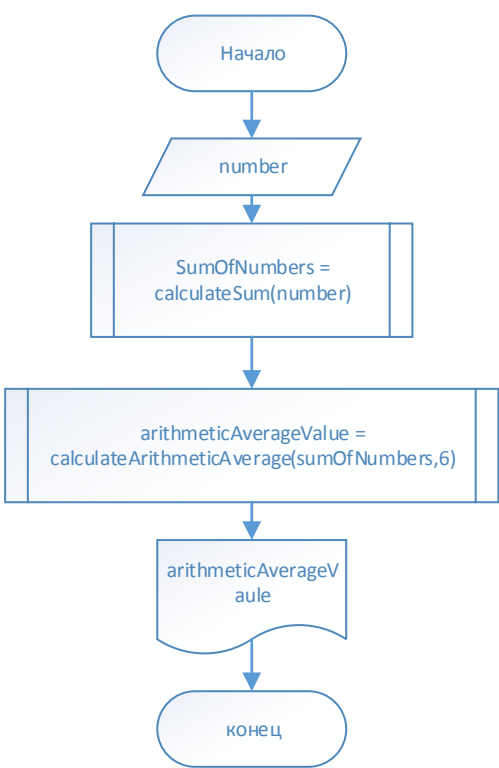 Начало
number
SumOfNumbers =
calculateSum(number)
arithmeticAverageValue =
calculateArithmeticAverage(sumOfNumbers,6)
arithmeticAverageV
aule
конец